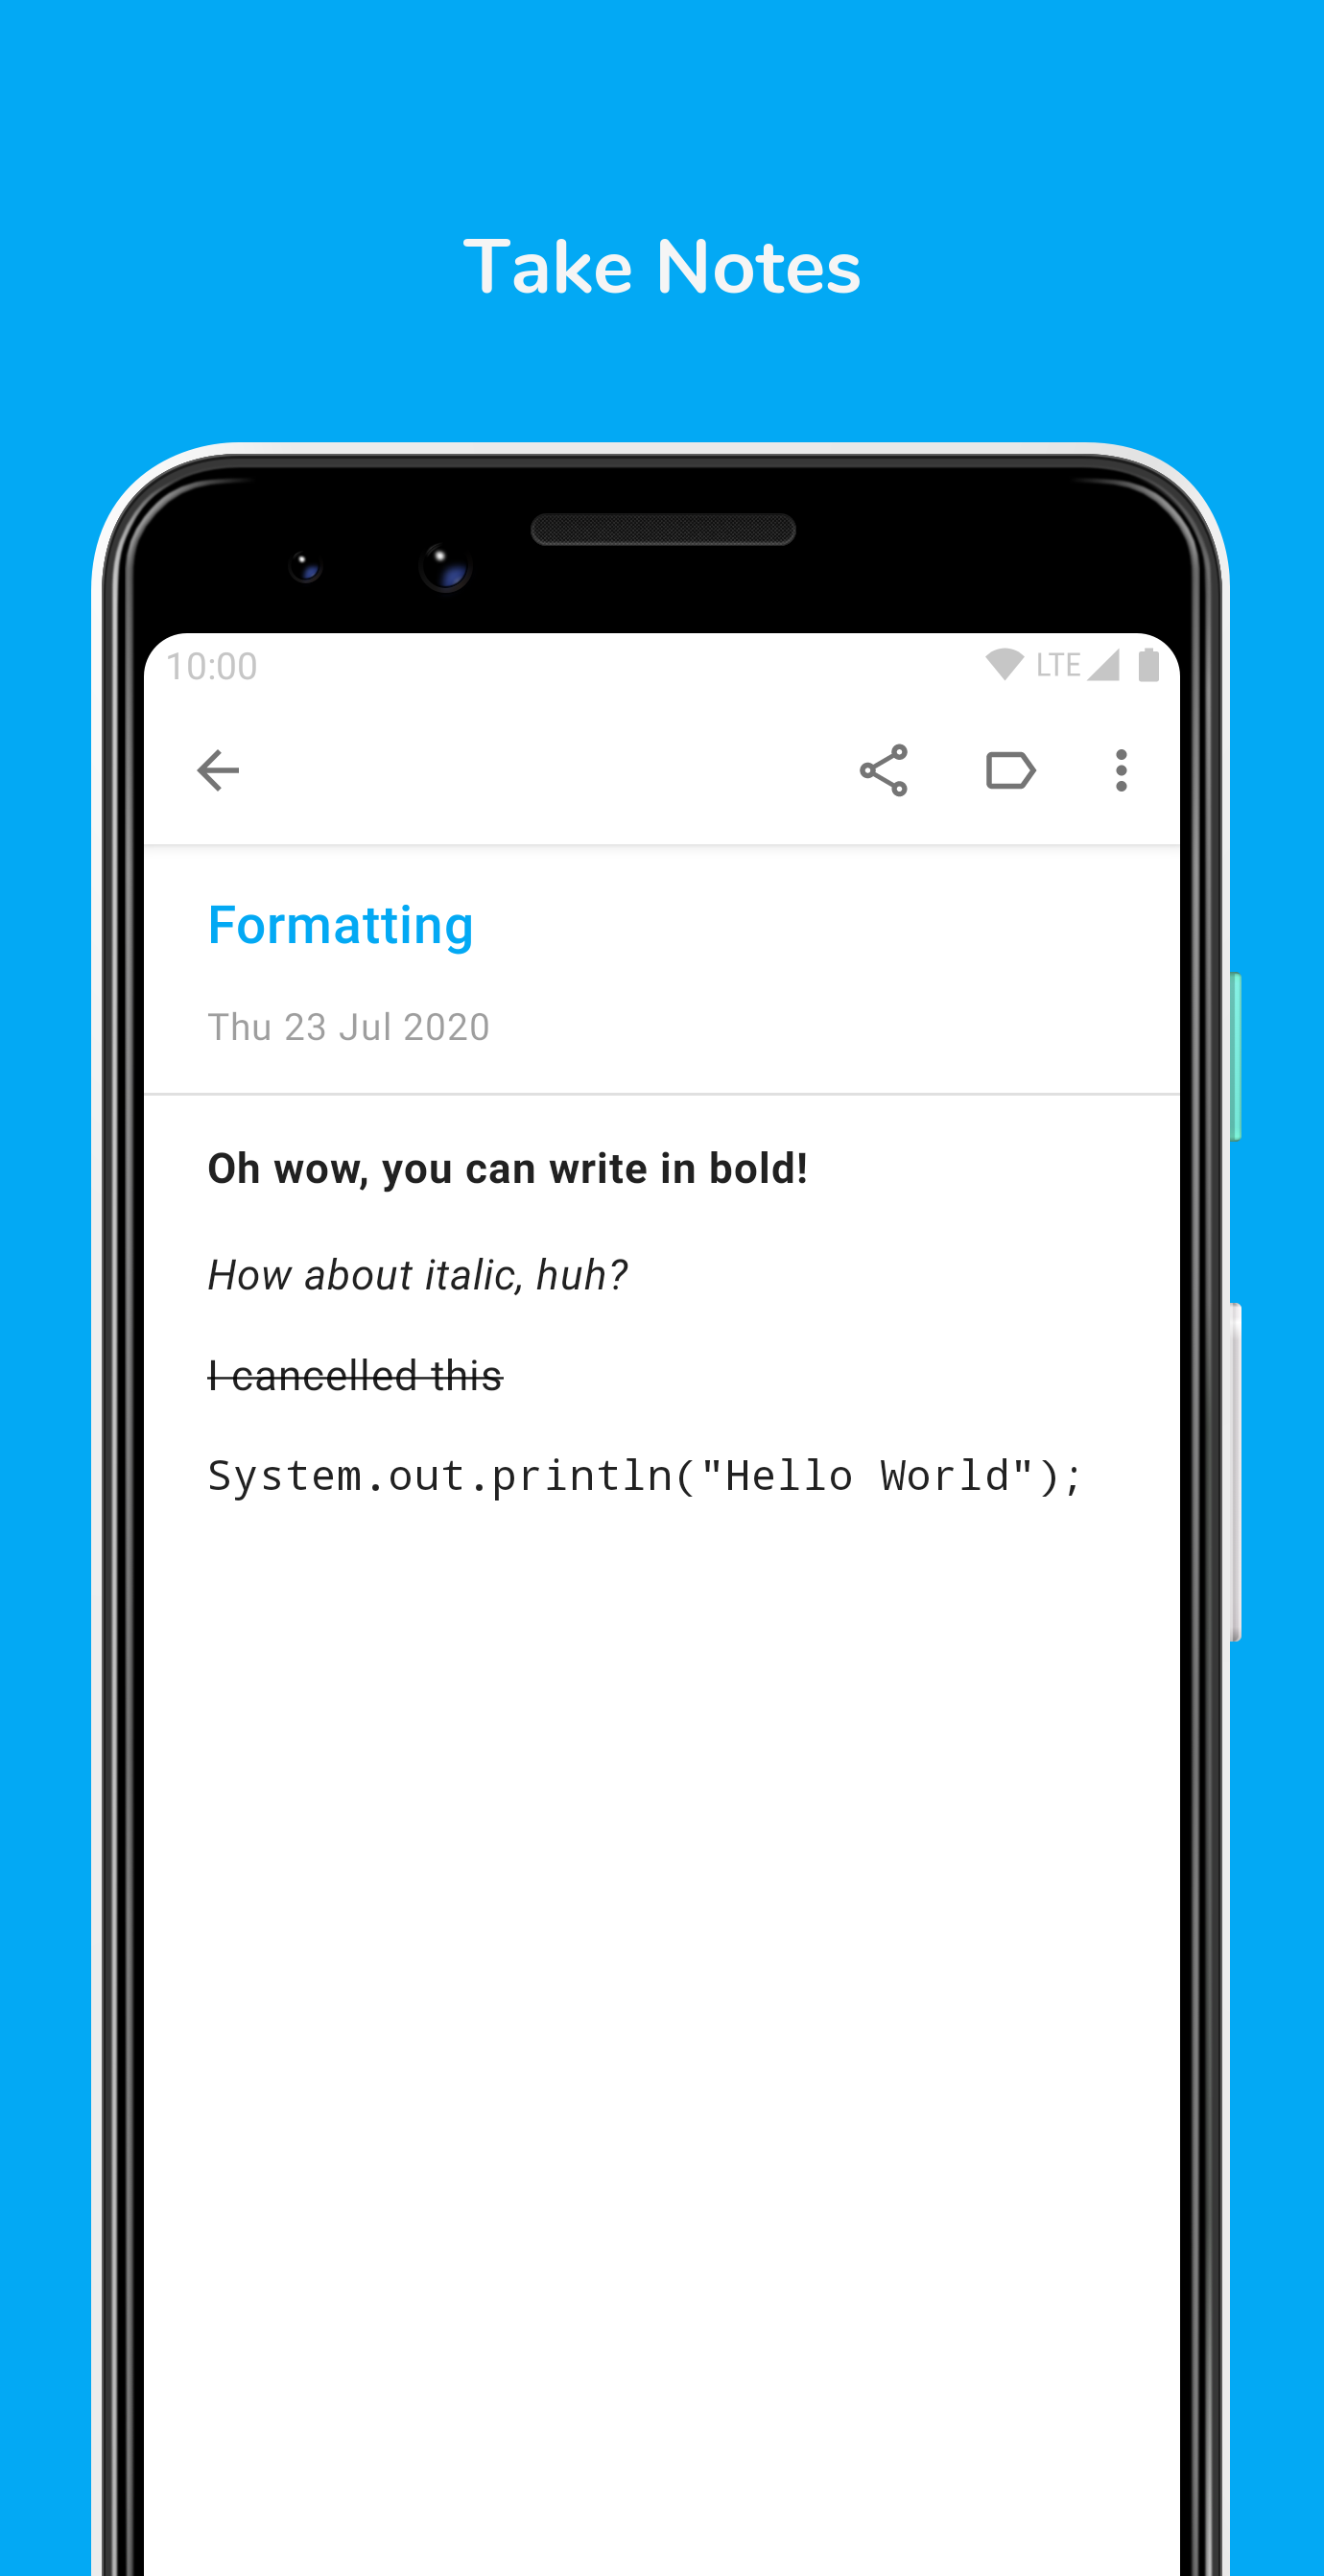 Take Notes
10:00 LTE
Formatting
Thu 23 Jul 2020
Oh wow, you can write in bold!
How about italic, huh?
I cancelled this
System.out.println("Hello World");